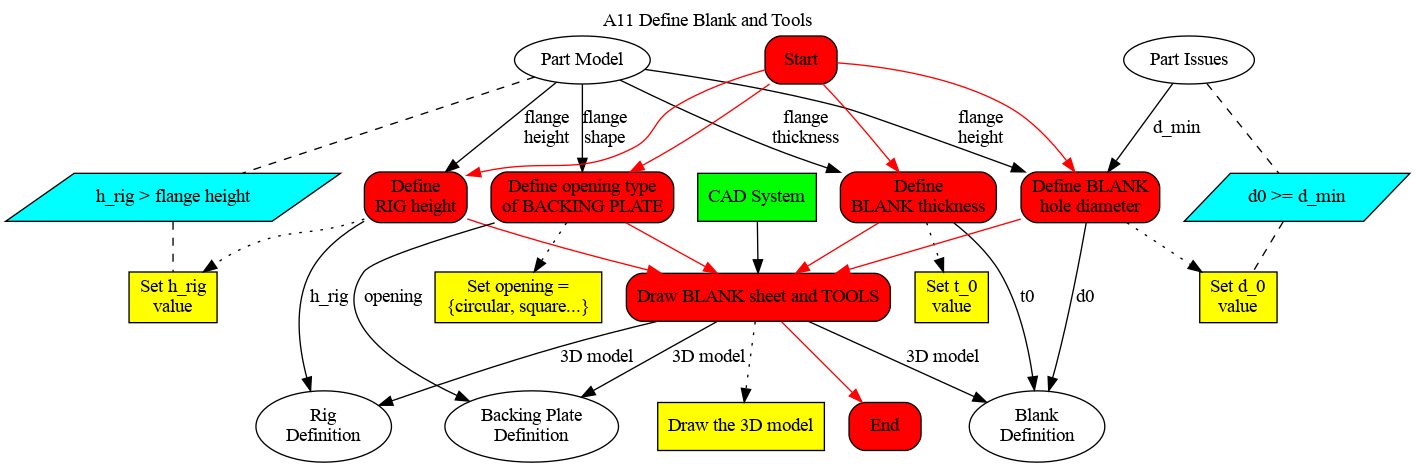 A11 Define Blank and Tools
Part Model
Start
Part Issues
flange
height
flange
shape
flange
thickness
flange
height
d_min
h_rig > flange height
Define
RIG height
Define opening type
of BACKING PLATE
CAD System
Define
BLANK thickness
Define BLANK
hole diameter
d0 >= d_min
Set h_rig
value
h_rig
opening
Set opening =
{circular, square...}
Draw BLANK sheet and TOOLS
Set t_0
value
t0
d0
Set d_0
value
3D model
3D model
3D model
Rig
Definition
Backing Plate
Definition
Draw the 3D model
End
Blank
Definition